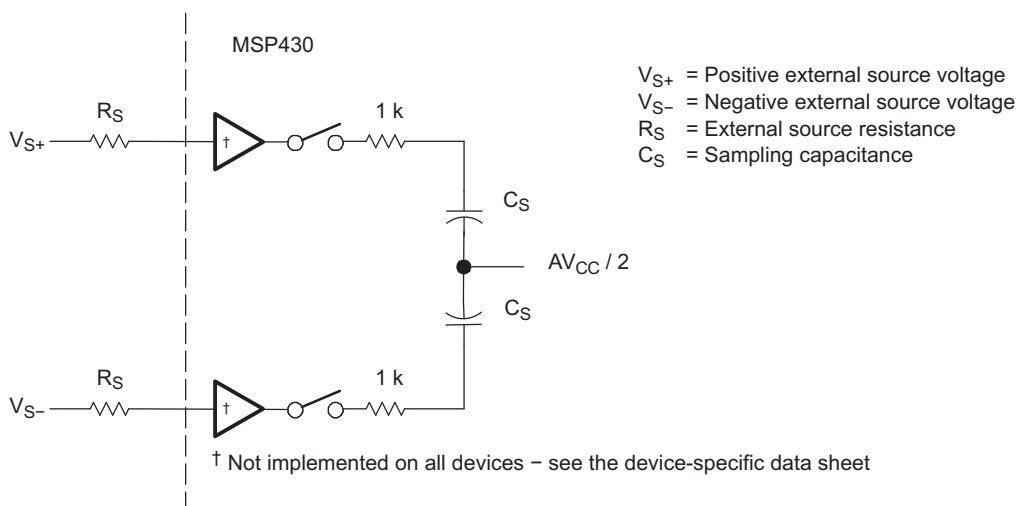 MSP430
V_S+ = Positive external source voltage
V_S− = Negative external source voltage
R_S = External source resistance
C_S = Sampling capacitance
V_S+
R_S
†
1 k
C_S
AV_CC / 2
C_S
V_S−
R_S
†
1 k
† Not implemented on all devices − see the device-specific data sheet